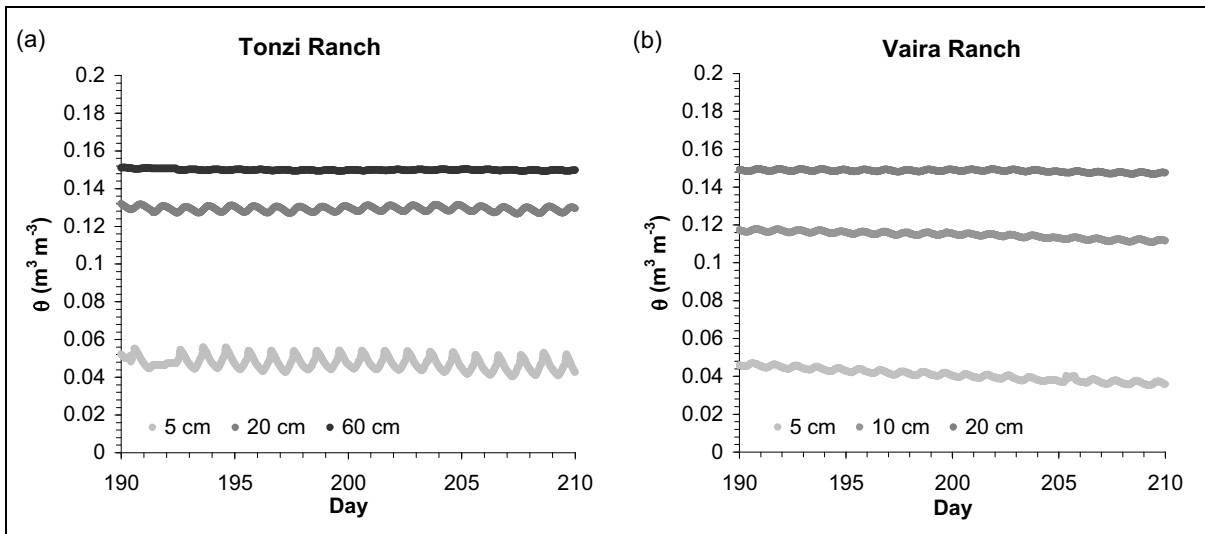 (a)
Tonzi Ranch
0.2
0.18
0.16
0.14
0.12
0.1
0.08
0.06
0.04
0.02
0
θ (m³ m⁻³)
5 cm 20 cm 60 cm
190 195 200 205 210
Day
(b)
Vaira Ranch
0.2
0.18
0.16
0.14
0.12
0.1
0.08
0.06
0.04
0.02
0
θ (m³ m⁻³)
5 cm 10 cm 20 cm
190 195 200 205 210
Day